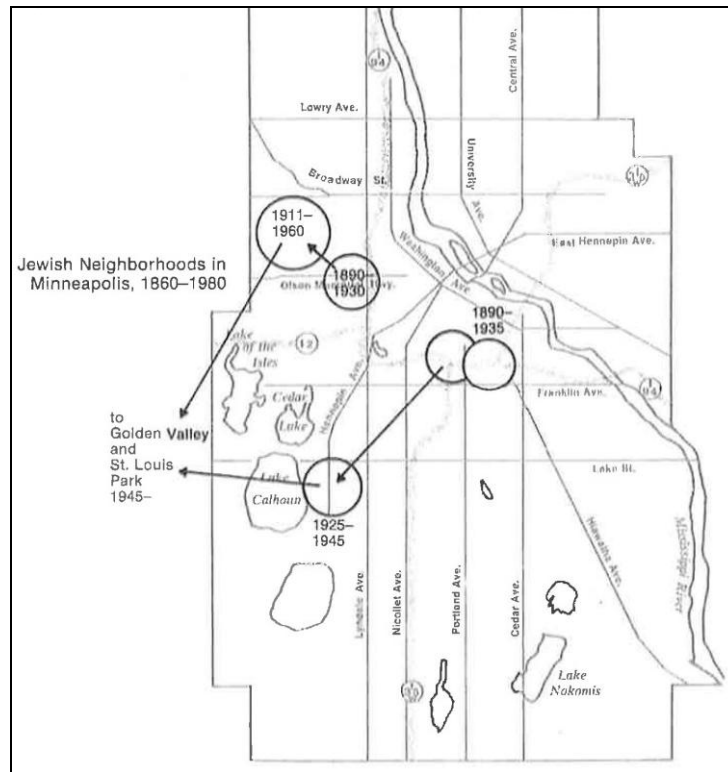 I
94
Central Ave.
Lowry Ave.
University
Ave.
Broadway St.
I
1911–
1960
East Hennepin Ave.
Washington Ave
Jewish Neighborhoods in
Minneapolis, 1860–1980
1890–
1930
Olson Memorial Hwy.
1890–
1935
Lake
of the
Isles
12
Hennepin Ave.
Cedar
Lake
Franklin Ave.
I
94
to
Golden Valley
and
St. Louis
Park
1945–
Lake St.
Lake
Calhoun
1925–
1945
Hiawatha Ave.
Mississippi River
Lyndale Ave.
Nicollet Ave.
Portland Ave.
Cedar Ave.
Lake
Nokomis